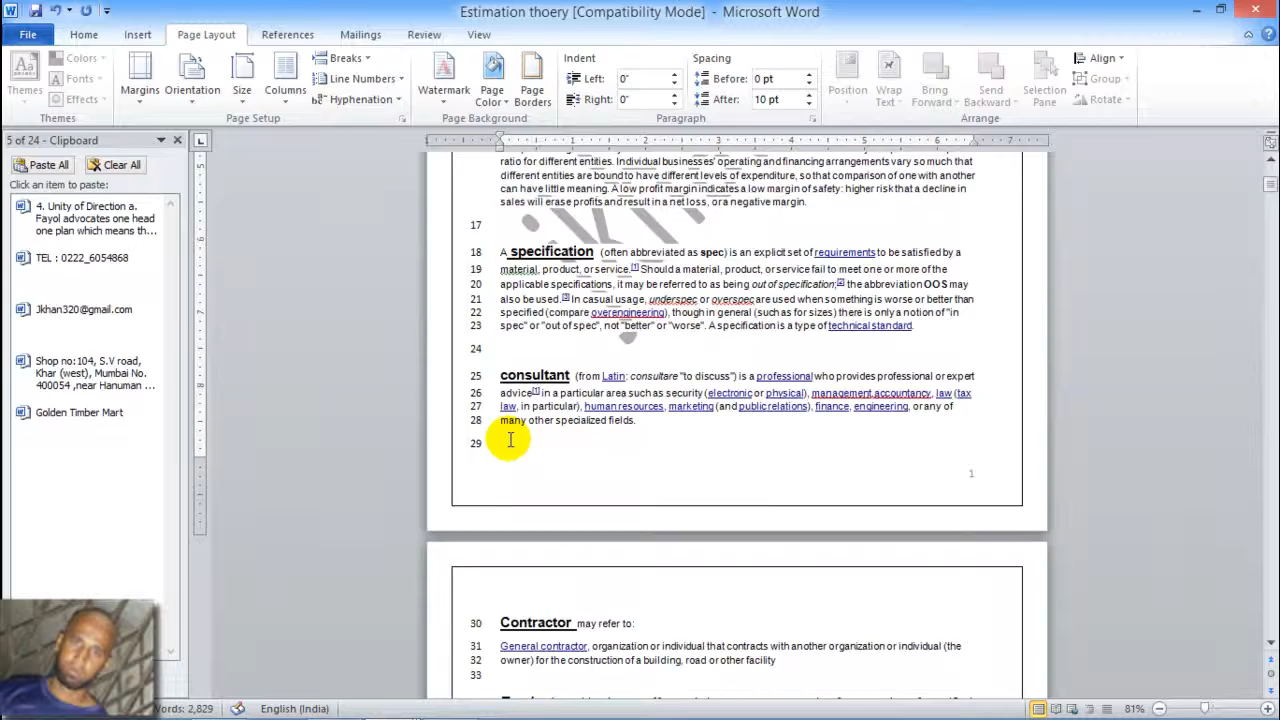 Estimation thoery [Compatibility Mode] - Microsoft Word
File Home Insert Page Layout References Mailings Review View
Themes Colors Fonts Effects Themes
Margins Orientation Size Columns Breaks Line Numbers Hyphenation Page Setup
Watermark Page Color Page Borders Page Background
Indent Left: 0" Right: 0" Spacing Before: 0 pt After: 10 pt Paragraph
Position Wrap Text Bring Forward Send Backward Selection Pane Align Group Rotate Arrange
5 of 24 - Clipboard
Paste All Clear All
Click an item to paste:
4. Unity of Direction a.
Fayol advocates one head
one plan which means th...
TEL : 0222_6054868
Jkhan320@gmail.com
Shop no:104, S.V road,
Khar (west), Mumbai No.
400054 ,near Hanuman ...
Golden Timber Mart
1 1 2 3 4 5 6 7
ratio for different entities. Individual businesses' operating and financing arrangements vary so much that
different entities are bound to have different levels of expenditure, so that comparison of one with another
can have little meaning. A low profit margin indicates a low margin of safety: higher risk that a decline in
sales will erase profits and result in a net loss, or a negative margin.
17
18 A specification (often abbreviated as spec) is an explicit set of requirements to be satisfied by a
19 material, product, or service.[1] Should a material, product, or service fail to meet one or more of the
20 applicable specifications, it may be referred to as being out of specification;[2] the abbreviation OOS may
21 also be used.[3] In casual usage, underspec or overspec are used when something is worse or better than
22 specified (compare overengineering), though in general (such as for sizes) there is only a notion of "in
23 spec" or "out of spec", not "better" or "worse". A specification is a type of technical standard.
24
25 consultant (from Latin: consultare "to discuss") is a professional who provides professional or expert
26 advice[1] in a particular area such as security (electronic or physical), management,accountancy, law (tax
27 law, in particular), human resources, marketing (and public relations), finance, engineering, or any of
28 many other specialized fields.
29
1
30 Contractor may refer to:
31 General contractor, organization or individual that contracts with another organization or individual (the
32 owner) for the construction of a building, road or other facility
33
Words: 2,829 English (India) 81%